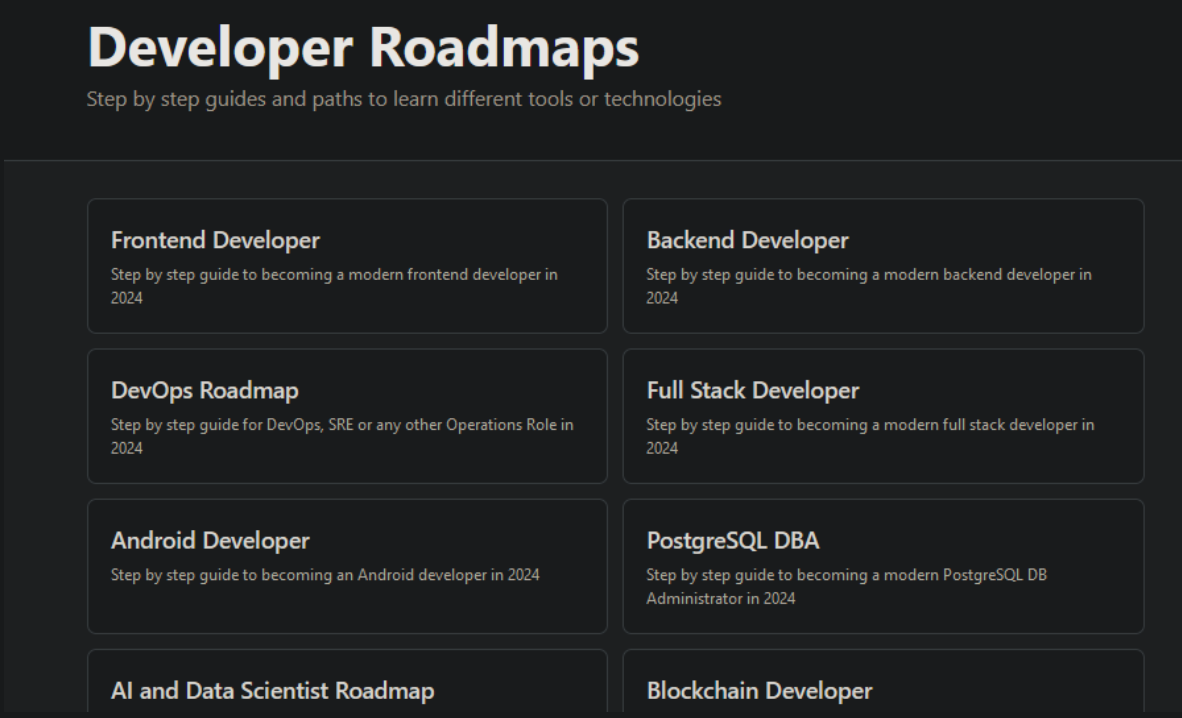 Developer Roadmaps
Step by step guides and paths to learn different tools or technologies
Frontend Developer
Step by step guide to becoming a modern frontend developer in
2024
Backend Developer
Step by step guide to becoming a modern backend developer in
2024
DevOps Roadmap
Step by step guide for DevOps, SRE or any other Operations Role in
2024
Full Stack Developer
Step by step guide to becoming a modern full stack developer in
2024
Android Developer
Step by step guide to becoming an Android developer in 2024
PostgreSQL DBA
Step by step guide to becoming a modern PostgreSQL DB
Administrator in 2024
AI and Data Scientist Roadmap
Blockchain Developer